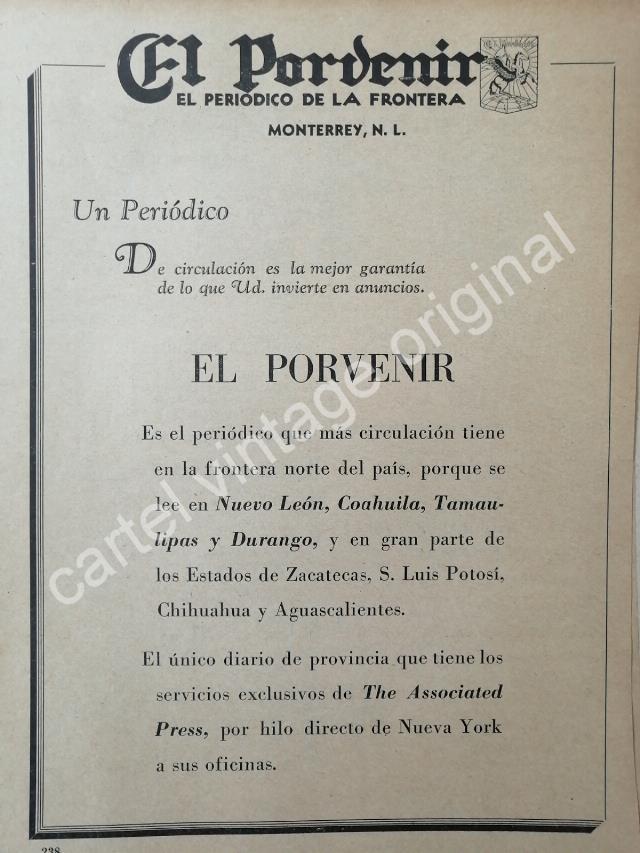 El Porvenir
EL PERIODICO DE LA FRONTERA
MONTERREY, N. L.
Un Periódico
De circulación es la mejor garantía
de lo que Ud. invierte en anuncios.
EL PORVENIR
Es el periódico que más circulación tiene
en la frontera norte del país, porque se
lee en Nuevo León, Coahuila, Tamau-
lipas y Durango, y en gran parte de
los Estados de Zacatecas, S. Luis Potosí,
Chihuahua y Aguascalientes.
El único diario de provincia que tiene los
servicios exclusivos de The Associated
Press, por hilo directo de Nueva York
a sus oficinas.
238
cartel vintage original